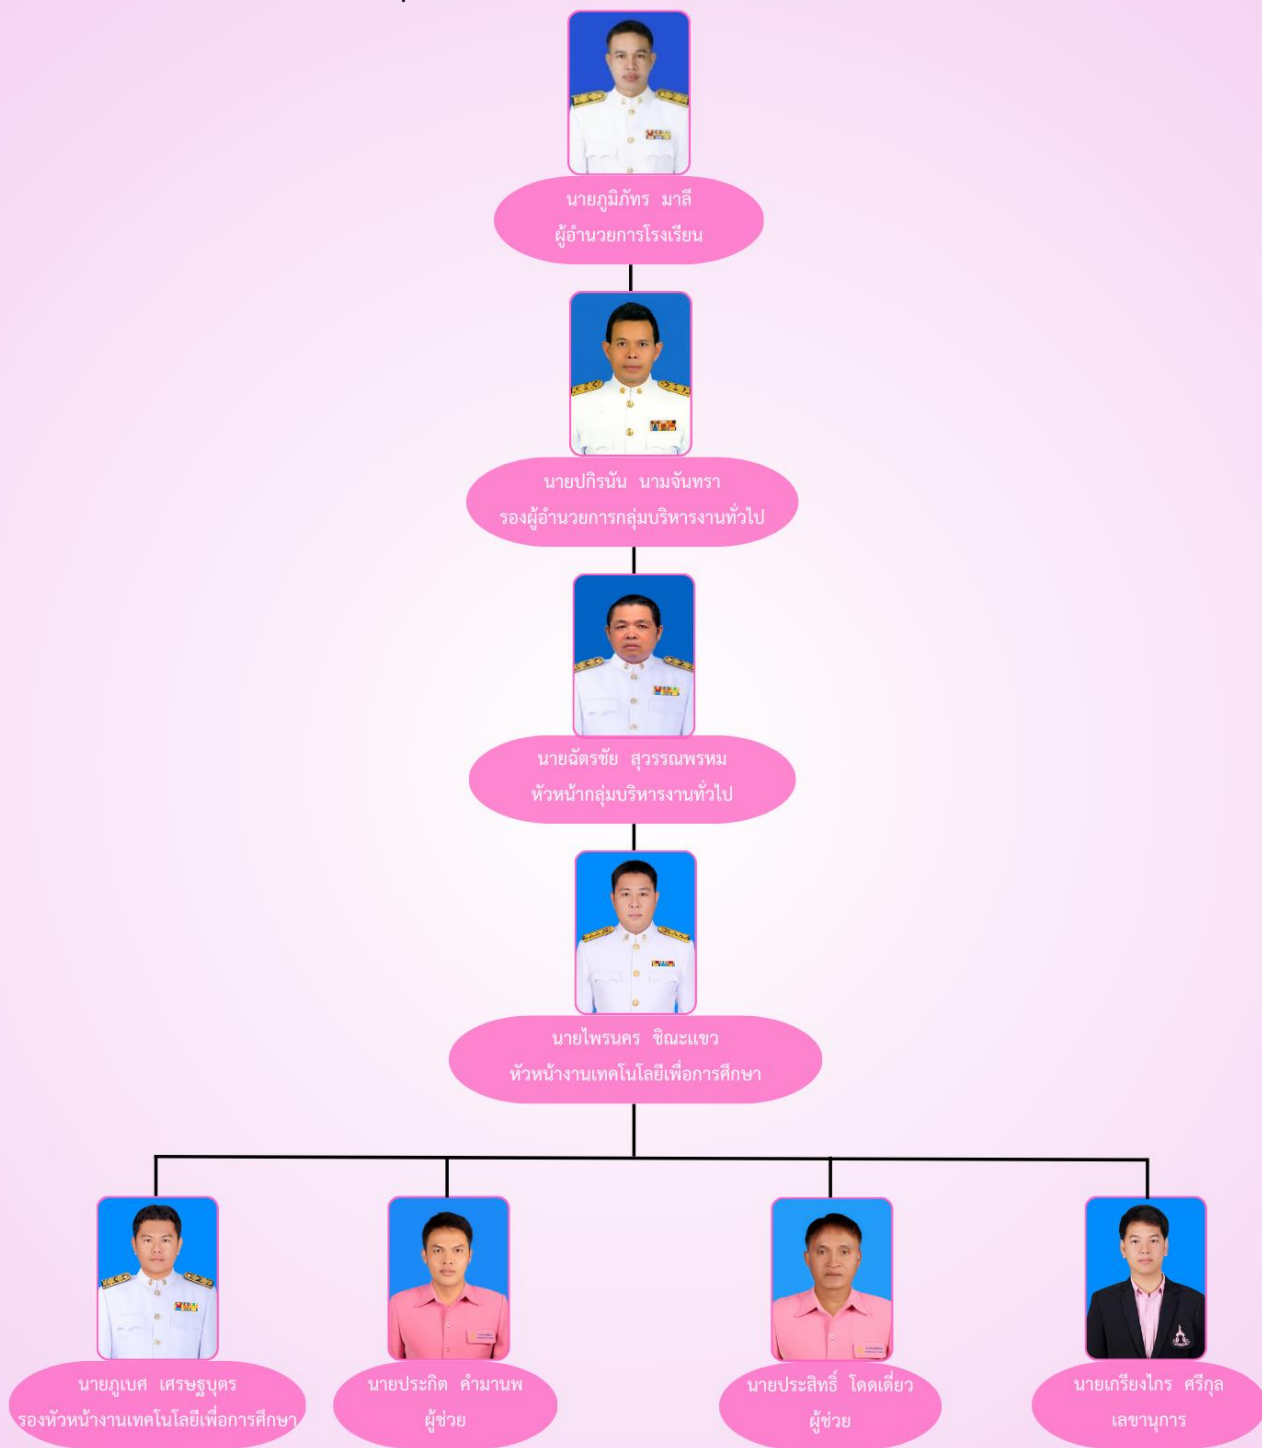 นายภูมิภัทร มาลี
ผู้อำนวยการโรงเรียน
นายปกิรนัน นามจันทรา
รองผู้อำนวยการกลุ่มบริหารงานทั่วไป
นายฉัตรชัย สุวรรณพรหม
หัวหน้ากลุ่มบริหารงานทั่วไป
นายไพรนคร ชิณะแขว
หัวหน้างานเทคโนโลยีเพื่อการศึกษา
นายภูเบศ เศรษฐบุตร
รองหัวหน้างานเทคโนโลยีเพื่อการศึกษา
นายประกิต คำมานพ
ผู้ช่วย
นายประสิทธิ์ โดดเดี่ยว
ผู้ช่วย
นายเกรียงไกร ศรีกุล
เลขานุการ